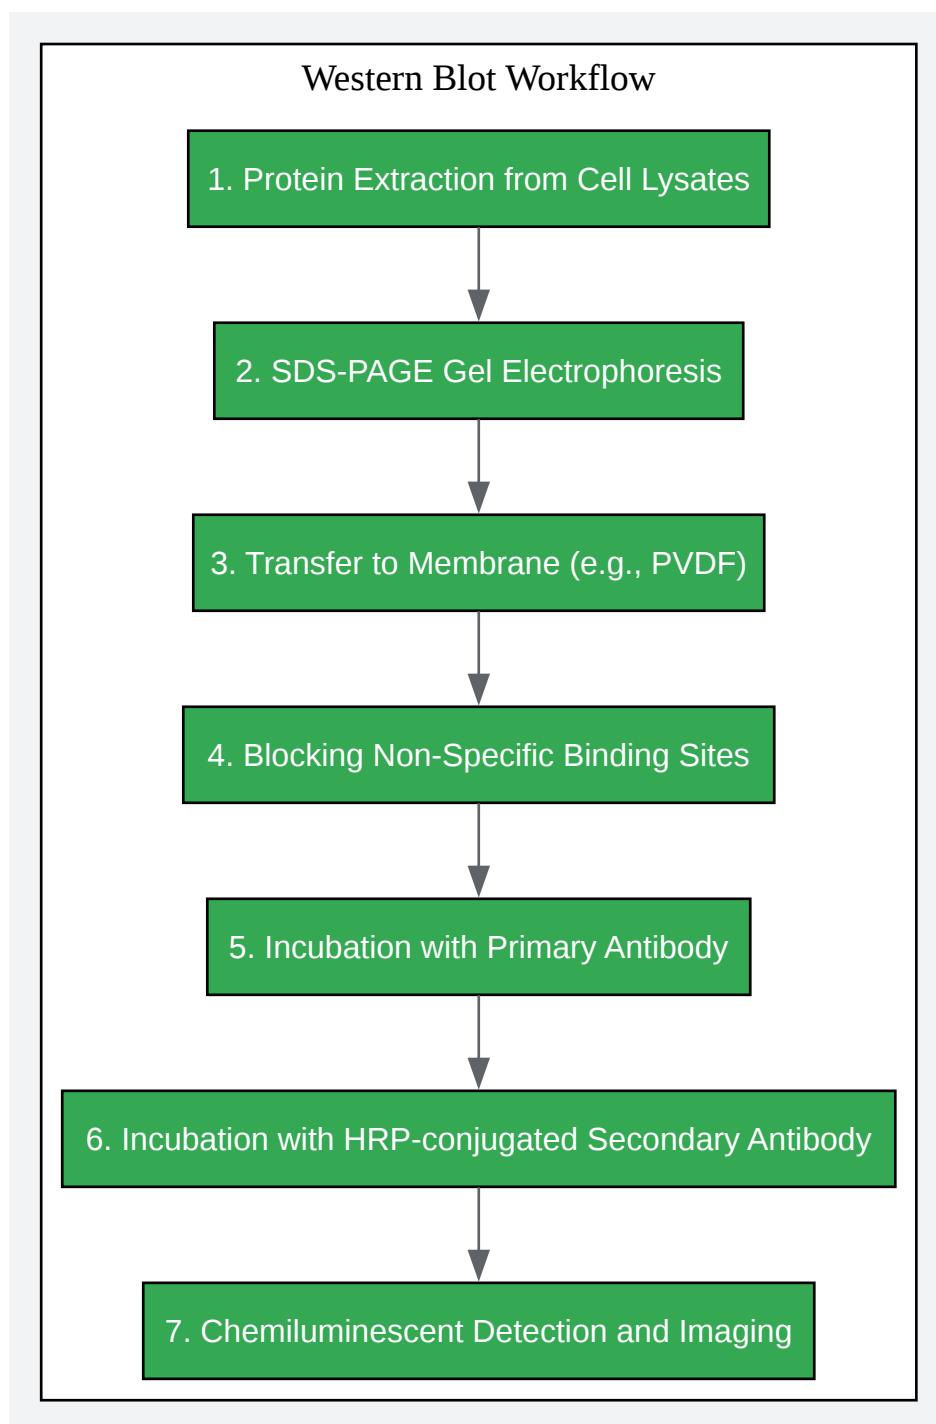 Western Blot Workflow
1. Protein Extraction from Cell Lysates
2. SDS-PAGE Gel Electrophoresis
3. Transfer to Membrane (e.g., PVDF)
4. Blocking Non-Specific Binding Sites
5. Incubation with Primary Antibody
6. Incubation with HRP-conjugated Secondary Antibody
7. Chemiluminescent Detection and Imaging